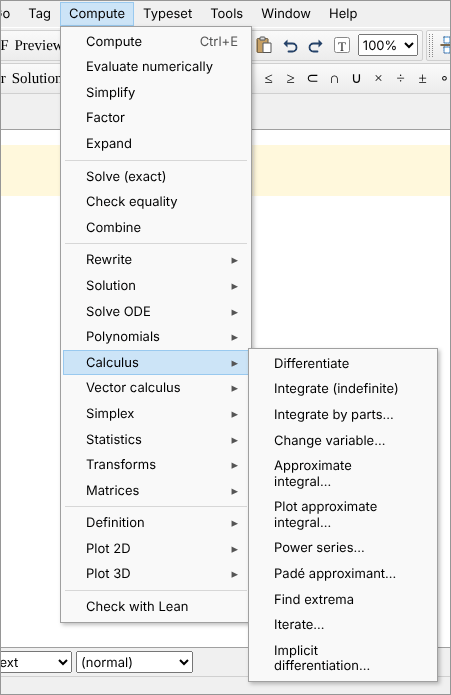 oo Tag Compute Typeset Tools Window Help
F Preview
100%
r Solution
≤ ≥ ⊂ ∩ ∪ × ÷ ± ∘
Compute Ctrl+E
Evaluate numerically
Simplify
Factor
Expand
Solve (exact)
Check equality
Combine
Rewrite
Solution
Solve ODE
Polynomials
Calculus
Vector calculus
Simplex
Statistics
Transforms
Matrices
Definition
Plot 2D
Plot 3D
Check with Lean
Differentiate
Integrate (indefinite)
Integrate by parts...
Change variable...
Approximate
integral...
Plot approximate
integral...
Power series...
Padé approximant...
Find extrema
Iterate...
Implicit
differentiation...
ext (normal)